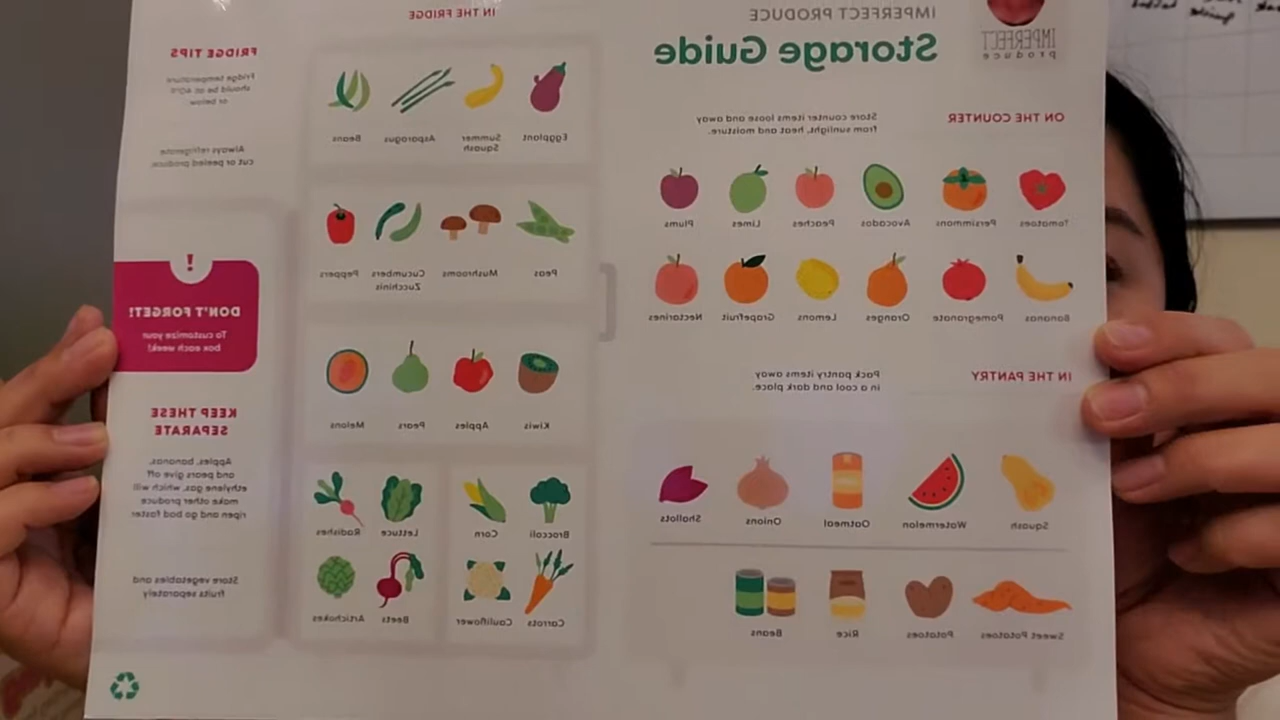 IMPERFECT
produce
IMPERFECT PRODUCE
Storage Guide
ON THE COUNTER
Store counter items loose and away
from sunlight, heat and moisture.
Tomatoes
Persimmons
Avocados
Peaches
Limes
Plums
Bananas
Pomegranate
Oranges
Lemons
Grapefruit
Nectarines
IN THE PANTRY
Pack pantry items away
in a cool and dark place.
Squash
Watermelon
Oatmeal
Onions
Shallots
Sweet Potatoes
Potatoes
Rice
Beans
IN THE FRIDGE
Eggplant
Summer
Squash
Asparagus
Beans
Peas
Mushrooms
Cucumbers
Zucchinis
Peppers
Kiwis
Apples
Pears
Melons
Broccoli
Corn
Lettuce
Radishes
Carrots
Cauliflower
Beets
Artichokes
FRIDGE TIPS
Fridge temperature
should be at 40°F
or below
Always refrigerate
cut or peeled produce
!
DON'T FORGET!
To customize your
box each week!
KEEP THESE
SEPARATE
Apples, bananas,
and pears give off
ethylene gas, which will
make other produce
ripen and go bad faster
Store vegetables and
fruits separately